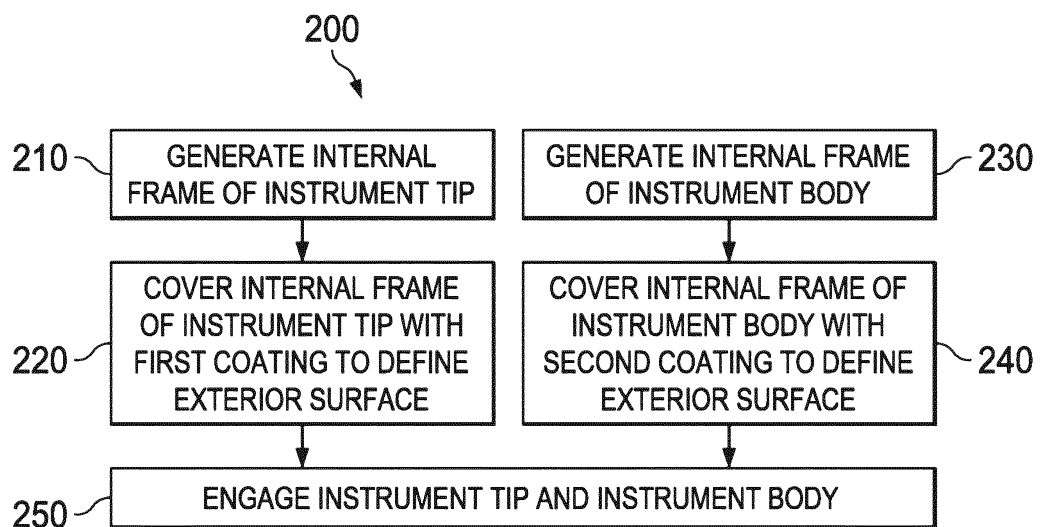 200
210
GENERATE INTERNAL
FRAME OF INSTRUMENT TIP
GENERATE INTERNAL FRAME
OF INSTRUMENT BODY
230
220
COVER INTERNAL FRAME
OF INSTRUMENT TIP WITH
FIRST COATING TO DEFINE
EXTERIOR SURFACE
COVER INTERNAL FRAME OF
INSTRUMENT BODY WITH
SECOND COATING TO DEFINE
EXTERIOR SURFACE
240
250
ENGAGE INSTRUMENT TIP AND INSTRUMENT BODY